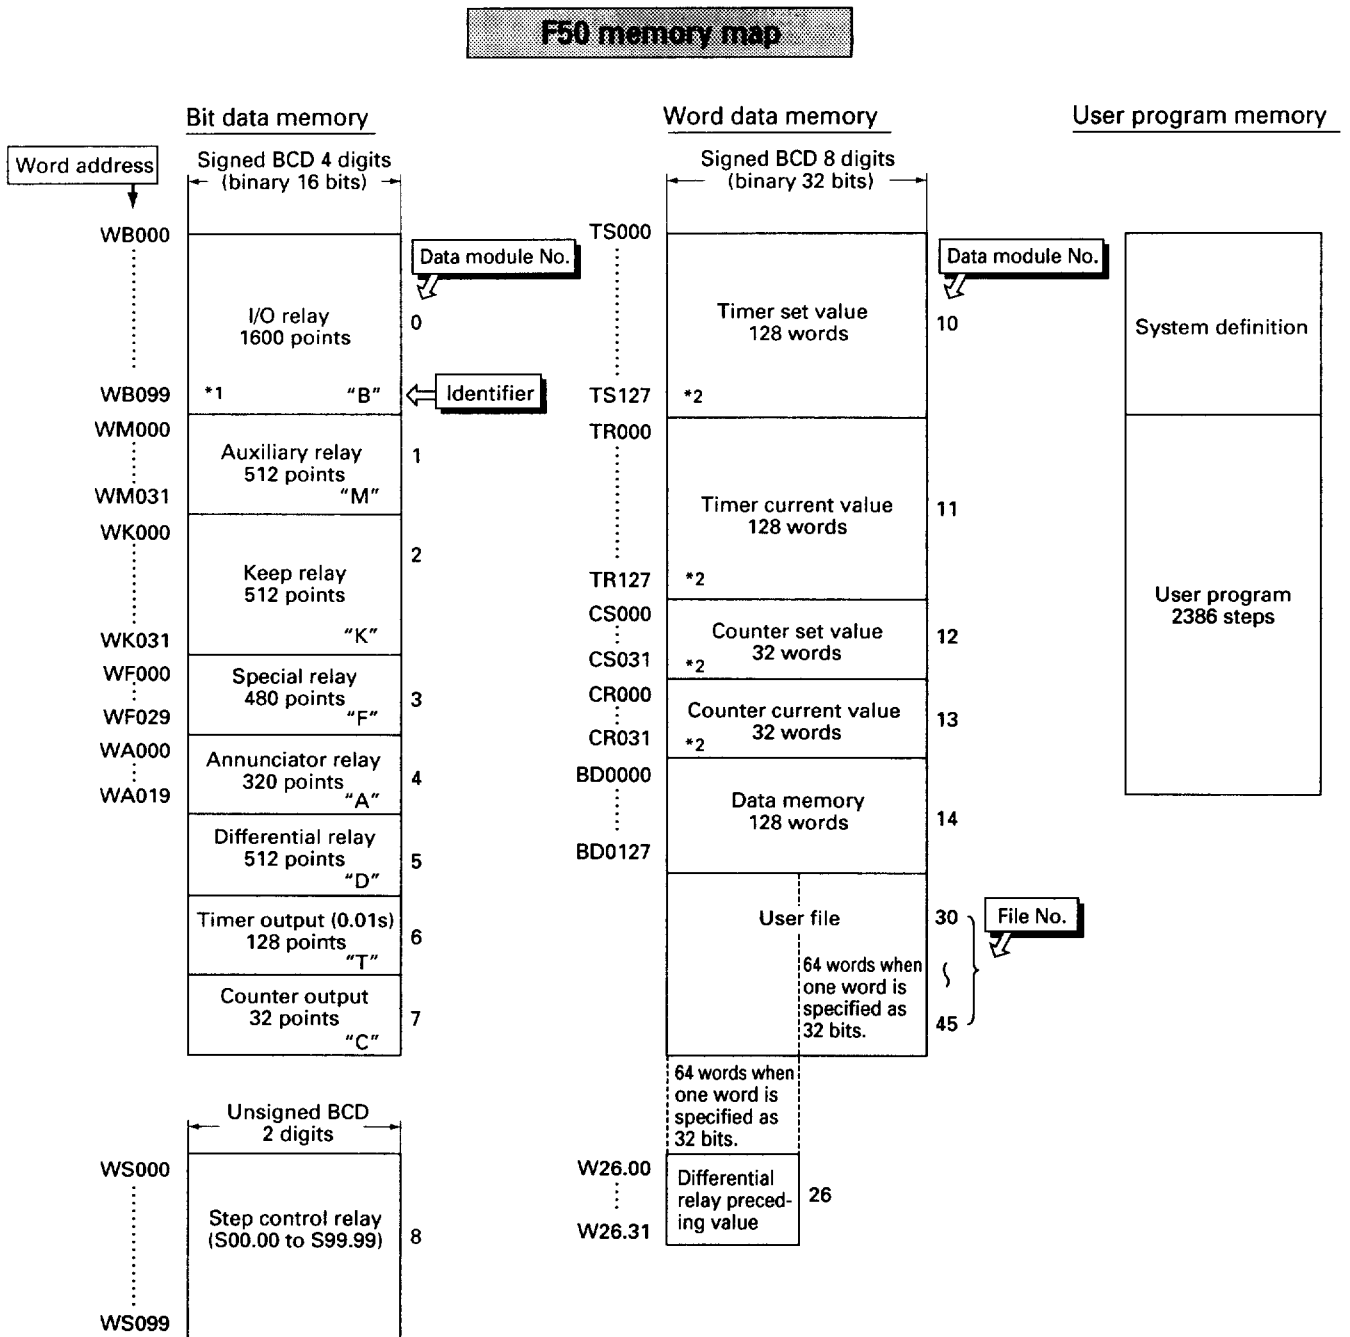 F50 memory map
Bit data memory
Word data memory
User program memory
Word address
Signed BCD 4 digits
(binary 16 bits)
WB000
WB099
WM000
WM031
WK000
WK031
WF000
WF029
WA000
WA019
I/O relay
1600 points
*1 "B"
Auxiliary relay
512 points
"M"
Keep relay
512 points
"K"
Special relay
480 points
"F"
Annunciator relay
320 points
"A"
Differential relay
512 points
"D"
Timer output (0.01s)
128 points
"T"
Counter output
32 points
"C"
Data module No.
0
Identifier
1
2
3
4
5
6
7
Unsigned BCD
2 digits
WS000
WS099
Step control relay
(S00.00 to S99.99)
8
Signed BCD 8 digits
(binary 32 bits)
TS000
TS127
TR000
TR127
CS000
CS031
CR000
CR031
BD0000
BD0127
Timer set value
128 words
*2
Timer current value
128 words
*2
Counter set value
32 words
*2
Counter current value
32 words
*2
Data memory
128 words
User file
64 words when
one word is
specified as
32 bits.
64 words when
one word is
specified as
32 bits.
Data module No.
10
11
12
13
14
30
45
File No.
W26.00
W26.31
Differential
relay preced-
ing value
26
System definition
User program
2386 steps